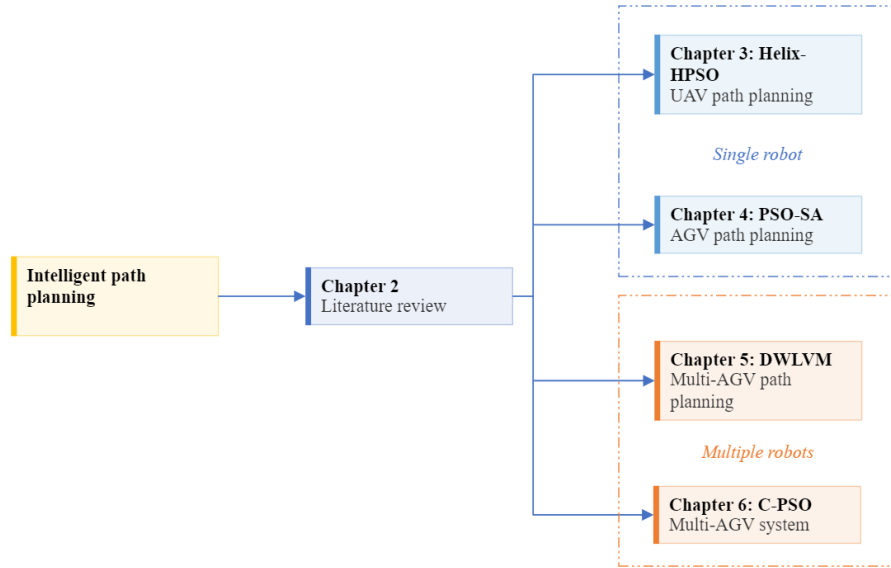 Intelligent path
planning
Chapter 2
Literature review
Chapter 3: Helix-
HPSO
UAV path planning
Single robot
Chapter 4: PSO-SA
AGV path planning
Chapter 5: DWLVM
Multi-AGV path
planning
Multiple robots
Chapter 6: C-PSO
Multi-AGV system